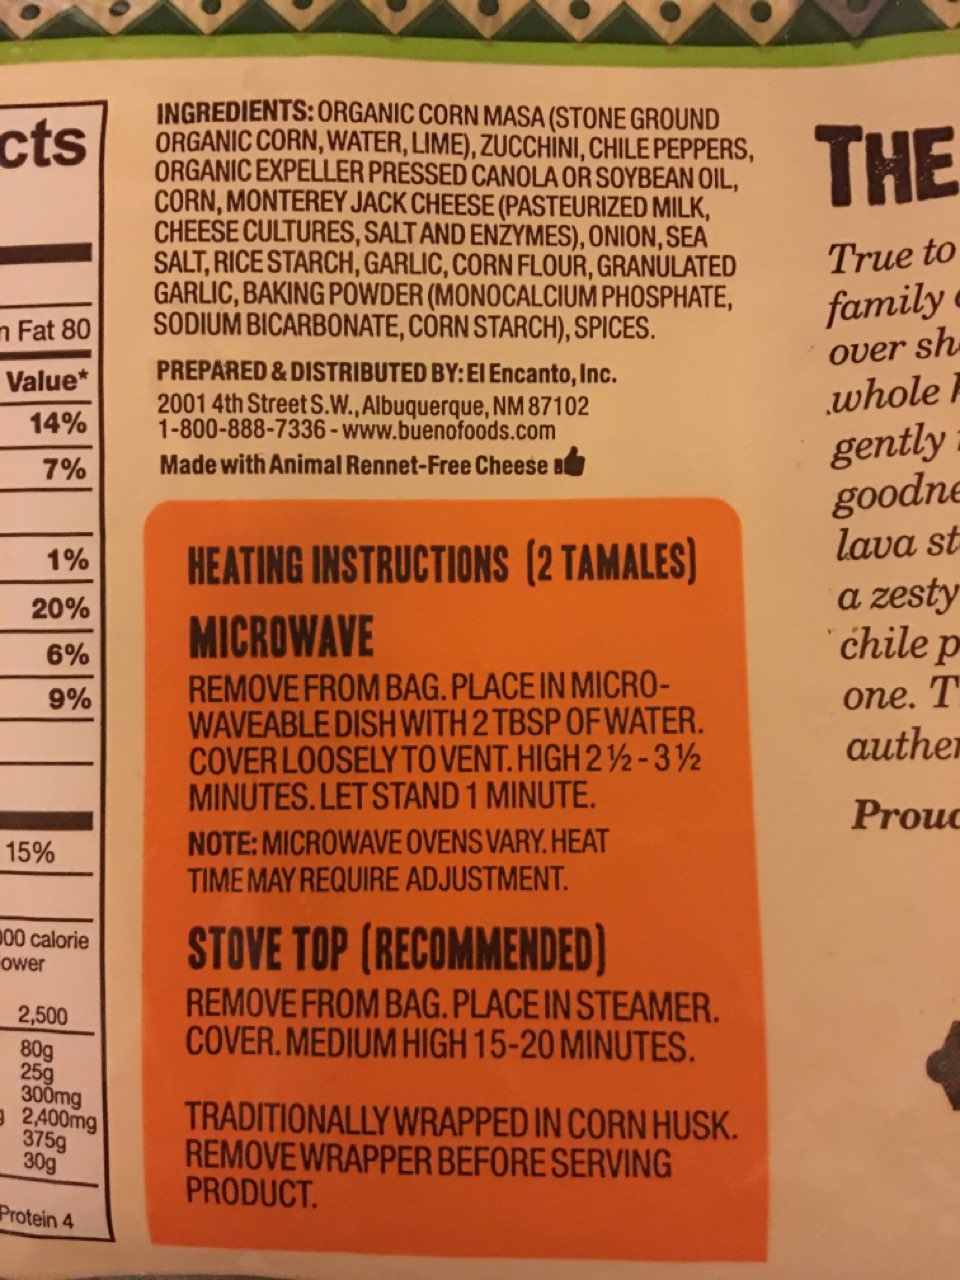 cts
n Fat 80
Value*
14%
7%
1%
20%
6%
9%
15%
000 calorie
ower
2,500
80g
25g
300mg
g 2,400mg
375g
30g
Protein 4
INGREDIENTS: ORGANIC CORN MASA (STONE GROUND
ORGANIC CORN, WATER, LIME), ZUCCHINI, CHILE PEPPERS,
ORGANIC EXPELLER PRESSED CANOLA OR SOYBEAN OIL,
CORN, MONTEREY JACK CHEESE (PASTEURIZED MILK,
CHEESE CULTURES, SALT AND ENZYMES), ONION, SEA
SALT, RICE STARCH, GARLIC, CORN FLOUR, GRANULATED
GARLIC, BAKING POWDER (MONOCALCIUM PHOSPHATE,
SODIUM BICARBONATE, CORN STARCH), SPICES.
PREPARED & DISTRIBUTED BY: El Encanto, Inc.
2001 4th Street S.W., Albuquerque, NM 87102
1-800-888-7336 - www.buenofoods.com
Made with Animal Rennet-Free Cheese
HEATING INSTRUCTIONS (2 TAMALES)
MICROWAVE
REMOVE FROM BAG. PLACE IN MICRO-
WAVEABLE DISH WITH 2 TBSP OF WATER.
COVER LOOSELY TO VENT. HIGH 2 ½ - 3 ½
MINUTES. LET STAND 1 MINUTE.
NOTE: MICROWAVE OVENS VARY. HEAT
TIME MAY REQUIRE ADJUSTMENT.
STOVE TOP (RECOMMENDED)
REMOVE FROM BAG. PLACE IN STEAMER.
COVER. MEDIUM HIGH 15-20 MINUTES.
TRADITIONALLY WRAPPED IN CORN HUSK.
REMOVE WRAPPER BEFORE SERVING
PRODUCT.
THE
True to
family
over sh
whole
gently
goodne
lava st
a zesty
chile p
one. T
authen
Proud